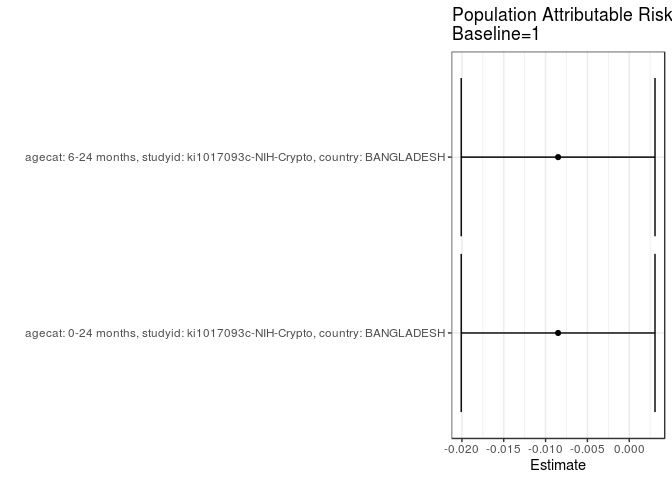 Population Attributable Risk
Baseline=1
agecat: 6-24 months, studyid: ki1017093c-NIH-Crypto, country: BANGLADESH
agecat: 0-24 months, studyid: ki1017093c-NIH-Crypto, country: BANGLADESH
-0.020 -0.015 -0.010 -0.005 0.000
Estimate